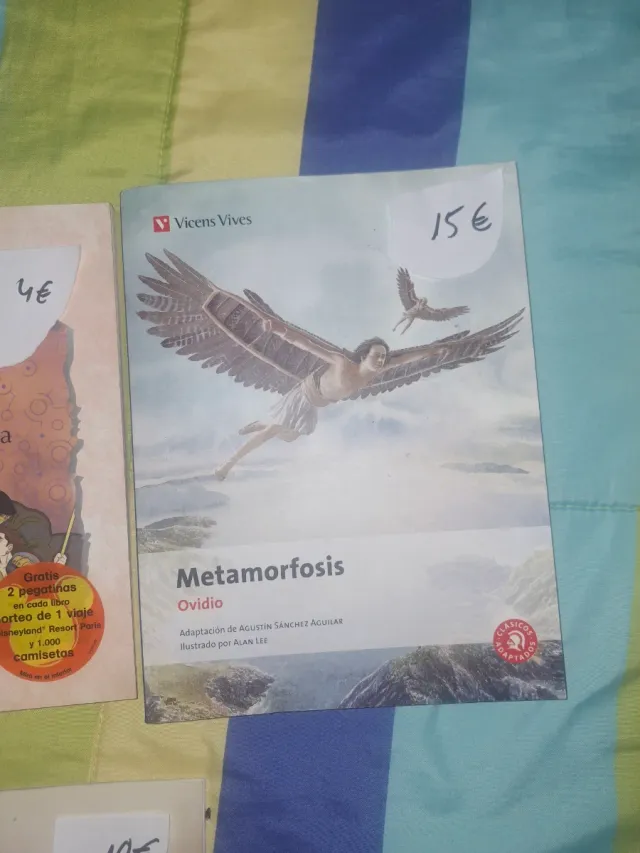 4€
a
Gratis
2 pegatinas
en cada libro
sorteo de 1 viaje
Disneyland® Resort Paris
y 1.000
camisetas
Vicens Vives
15€
Metamorfosis
Ovidio
Adaptación de Agustín Sánchez Aguilar
Ilustrado por Alan Lee
CLÁSICOS
ADAPTADOS